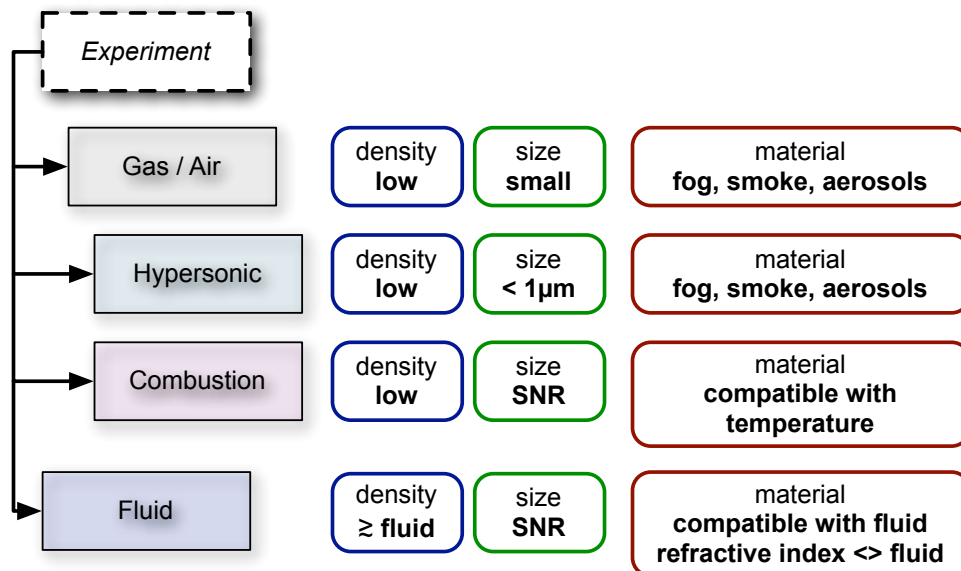 Experiment
Gas / Air
density
low
size
small
material
fog, smoke, aerosols
Hypersonic
density
low
size
< 1µm
material
fog, smoke, aerosols
Combustion
density
low
size
SNR
material
compatible with
temperature
Fluid
density
≳ fluid
size
SNR
material
compatible with fluid
refractive index <> fluid